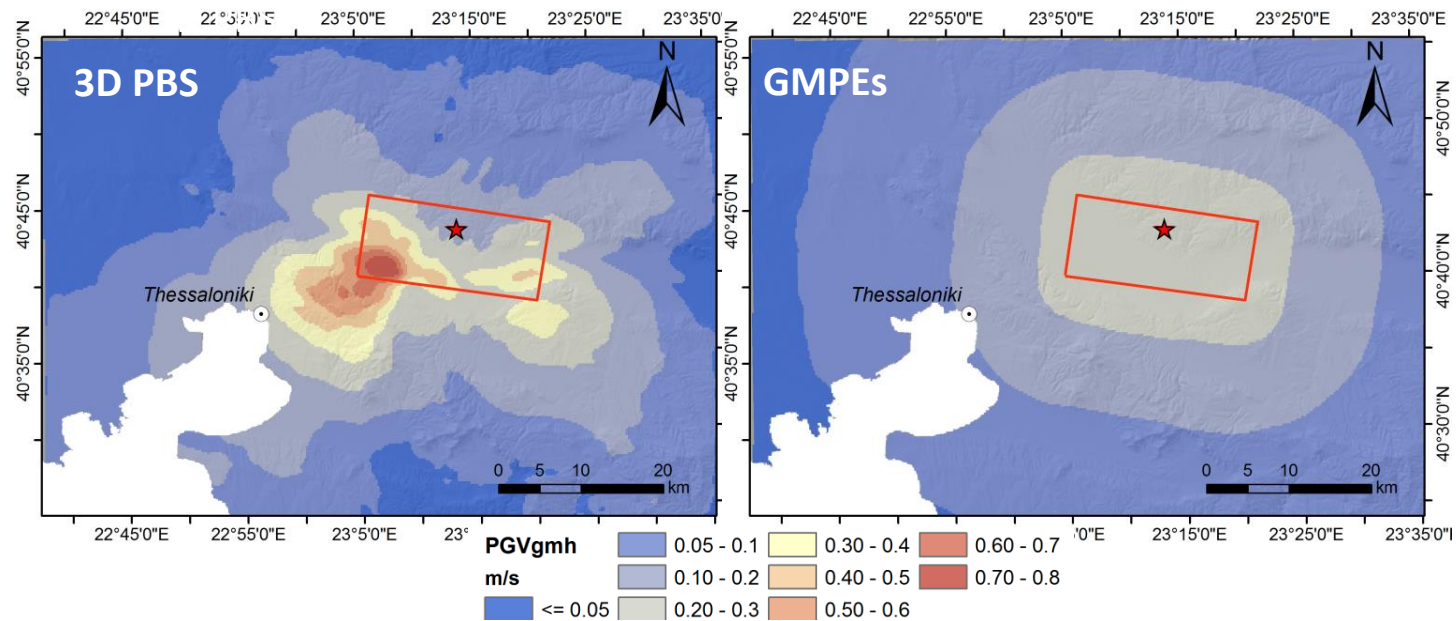 22°45'0"E 22°5 23°5'0"E 23°15'0"E 23°25'0"E 23°35'0"E
22°45'0"E 22°55'0"E 23°5'0"E 23°15'0"E 23°25'0"E 23°35'0"E
3D PBS
N
GMPEs
N
40°55'0"N
40°45'0"N
40°35'0"N
40°50'0"N
40°40'0"N
40°30'0"N
Thessaloniki
Thessaloniki
0 5 10 20
km
0 5 10 20
km
22°45'0"E 22°55'0"E 23°5'0"E 23°
°5'0"E 23°15'0"E 23°25'0"E 23°35'0"E
PGVgmh
m/s
<= 0.05
0.05 - 0.1
0.10 - 0.2
0.20 - 0.3
0.30 - 0.4
0.40 - 0.5
0.50 - 0.6
0.60 - 0.7
0.70 - 0.8